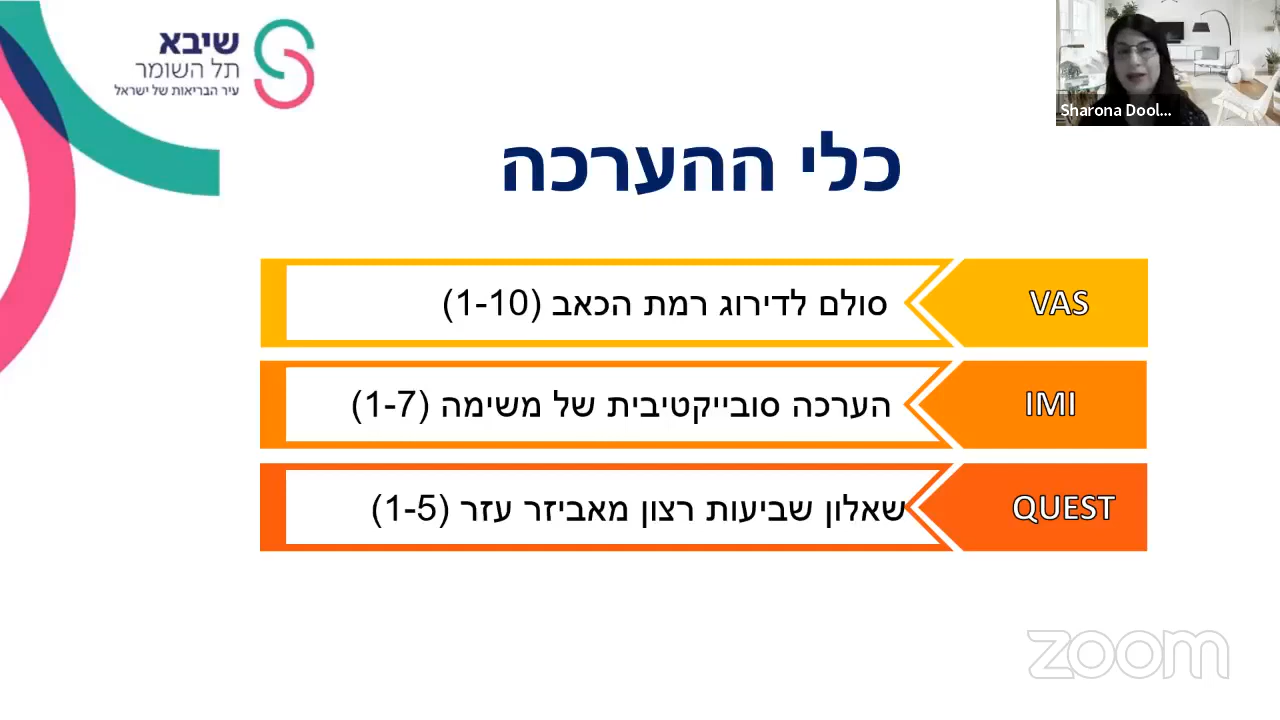 שיבא
תל השומר
עיר הבריאות של ישראל
Sharona Dool...
כלי ההערכה
VAS
סולם לדירוג רמת הכאב (1-10)
IMI
הערכה סובייקטיבית של משימה (1-7)
QUEST
שאלון שביעות רצון מאביזר עזר (1-5)
zoom